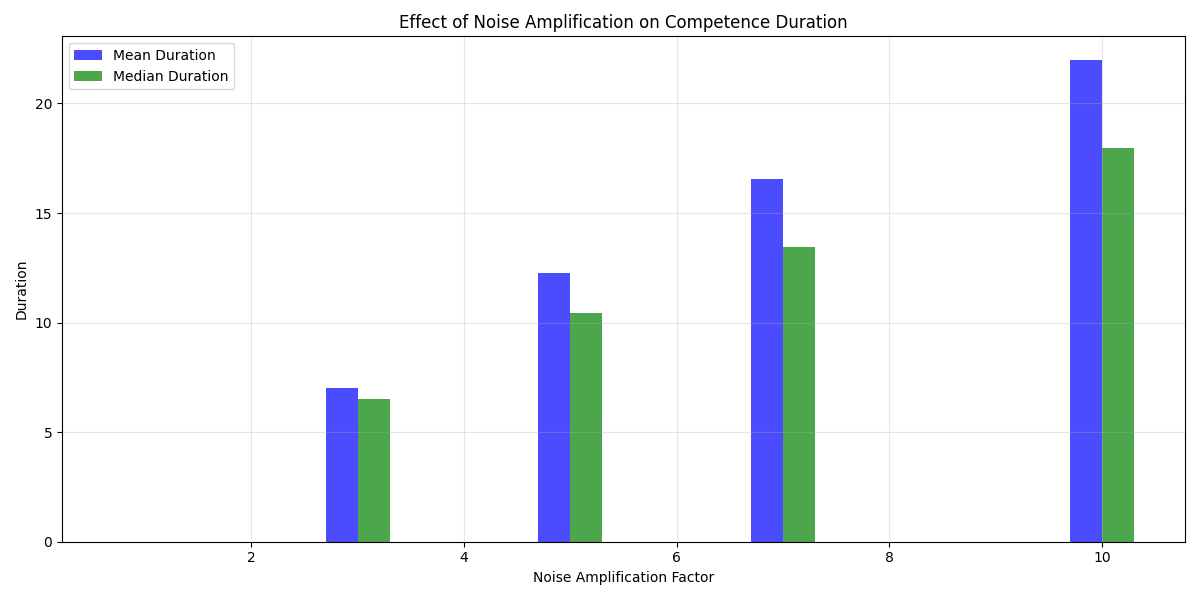 Effect of Noise Amplification on Competence Duration
Mean Duration
Median Duration
20
15
10
5
0
Duration
2 4 6 8 10
Noise Amplification Factor